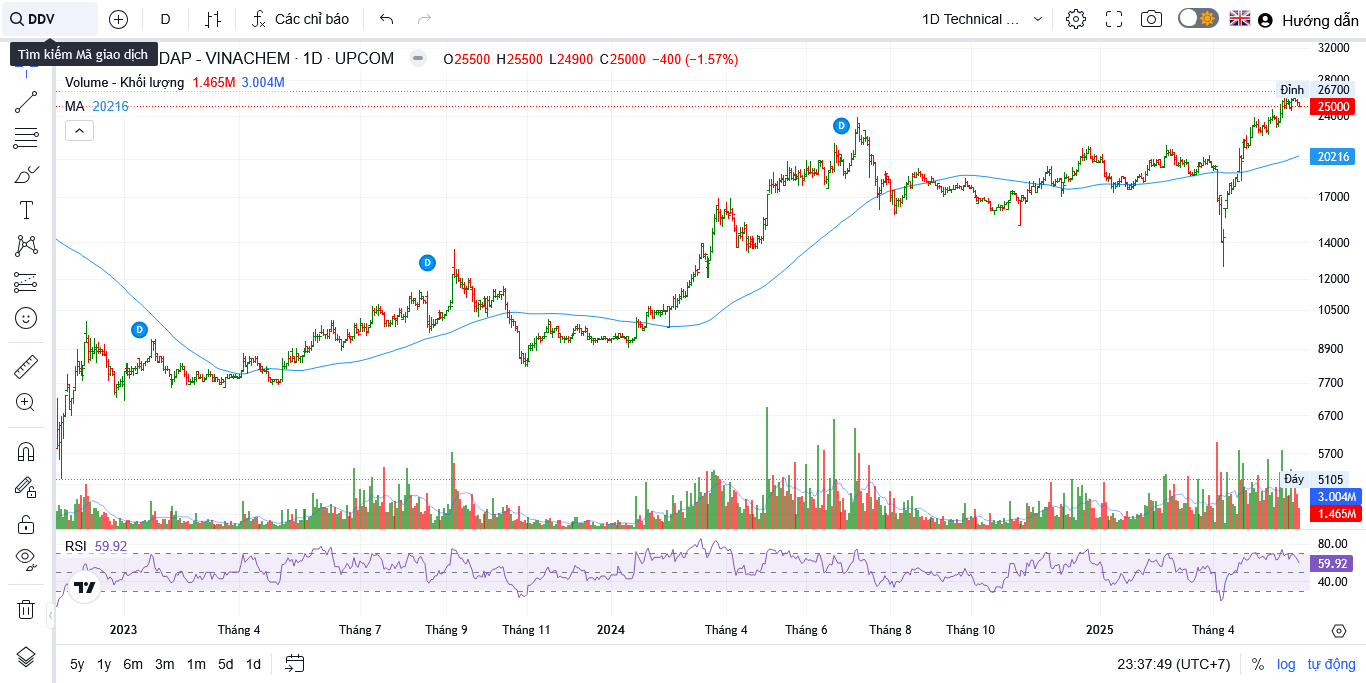 DDV D Các chỉ báo 1D Technical ... Hướng dẫn
Tìm kiếm Mã giao dịch
DAP - VINACHEM · 1D · UPCOM O25500 H25500 L24900 C25000 −400 (−1.57%)
Volume - Khối lượng 1.465M 3.004M
MA 20216
32000
28000
Đỉnh 26700
25000
24000
20216
17000
14000
12000
10500
8900
7700
6700
5700
Đáy 5105
3.004M
1.465M
D
D
D
RSI 59.92
80.00
59.92
40.00
2023 Tháng 4 Tháng 7 Tháng 9 Tháng 11 2024 Tháng 4 Tháng 6 Tháng 8 Tháng 10 2025 Tháng 4
5y 1y 6m 3m 1m 5d 1d 23:37:49 (UTC+7) % log tự động